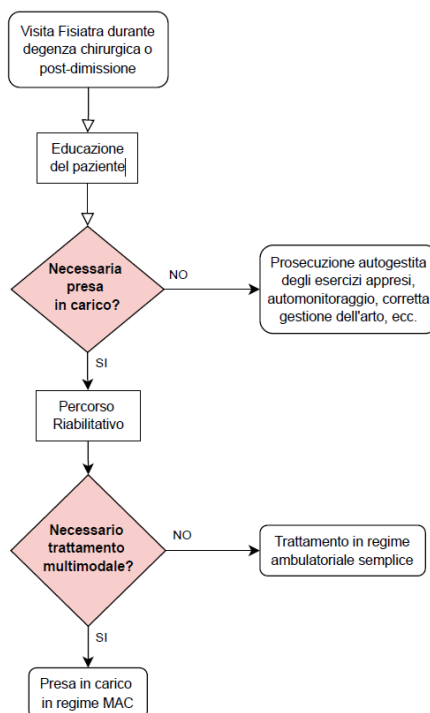 Visita Fisiatra durante
degenza chirurgica o
post-dimissione
Educazione
del paziente
Necessaria
presa
in carico?
NO
Prosecuzione autogestita
degli esercizi appresi,
automonitoraggio, corretta
gestione dell'arto, ecc.
SI
Percorso
Riabilitativo
Necessario
trattamento
multimodale?
NO
Trattamento in regime
ambulatoriale semplice
SI
Presa in carico
in regime MAC